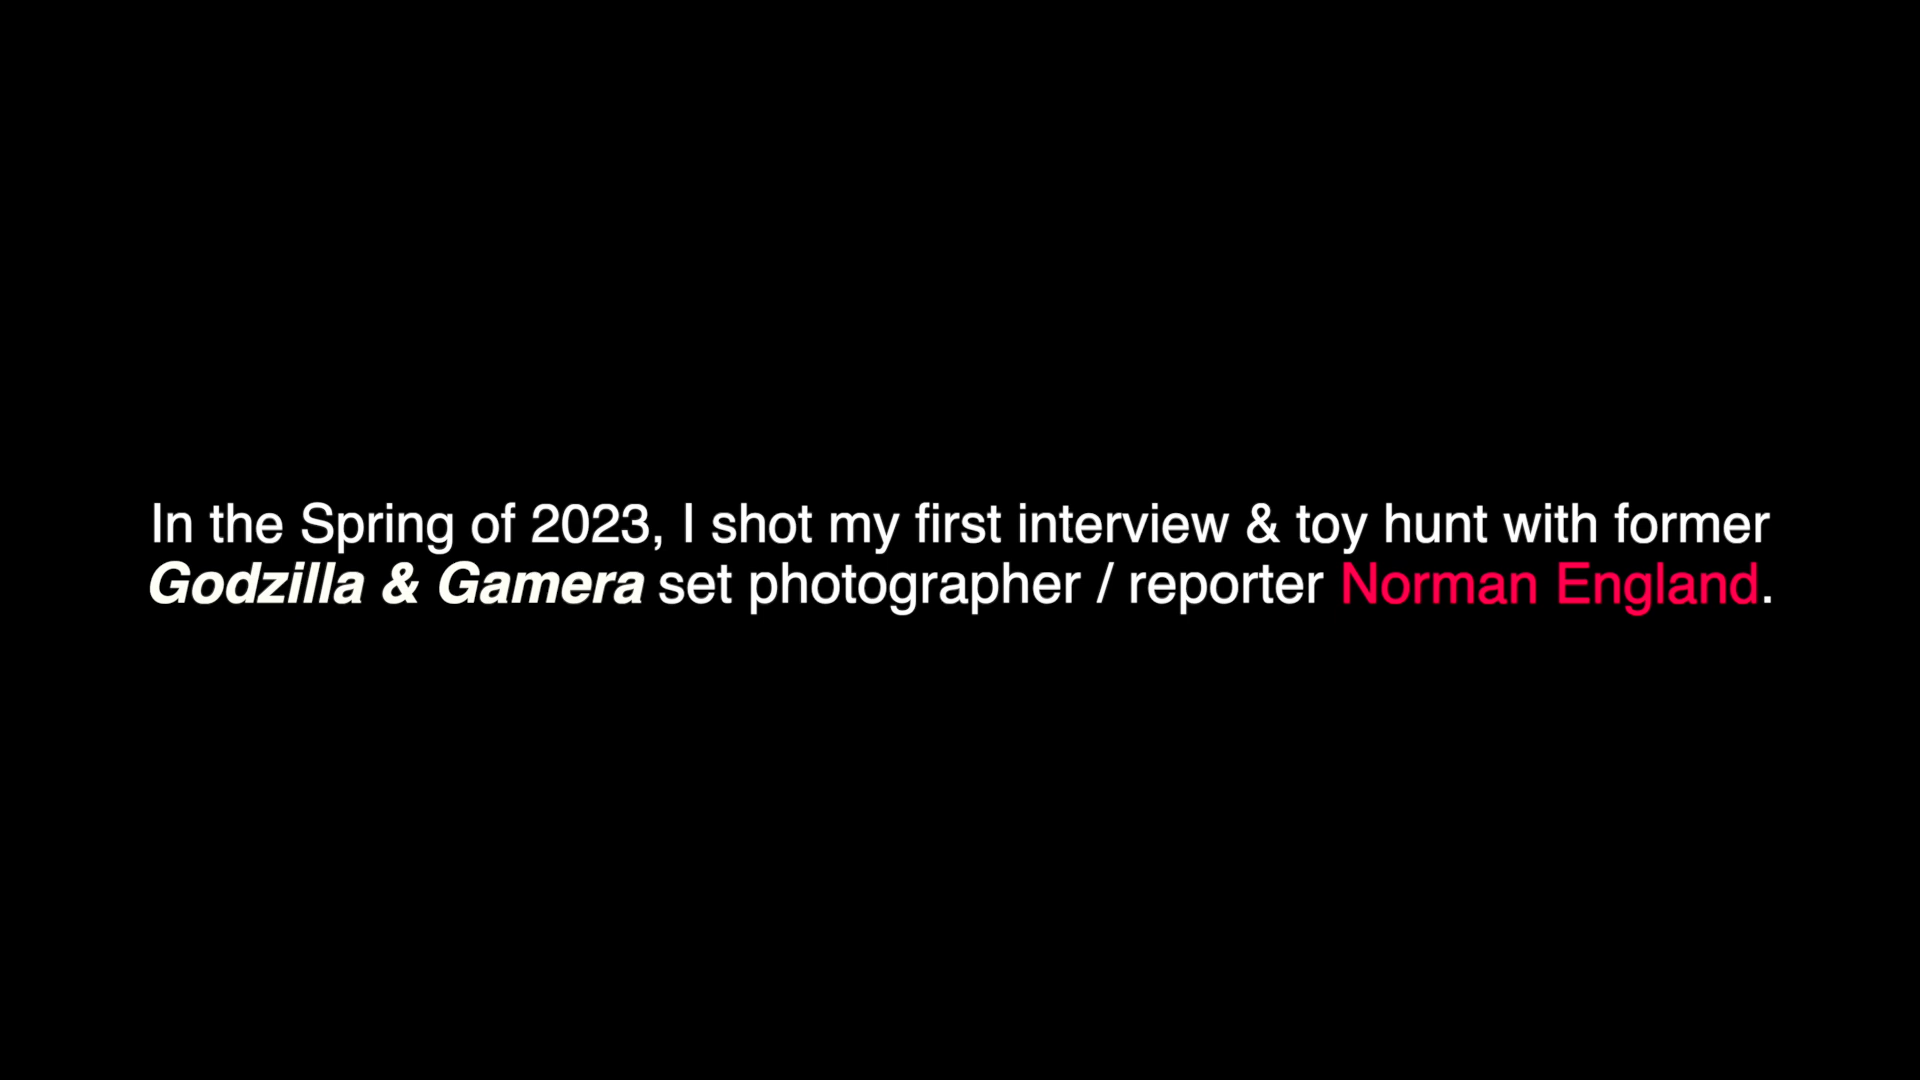 In the Spring of 2023, I shot my first interview & toy hunt with former
Godzilla & Gamera set photographer / reporter Norman England.